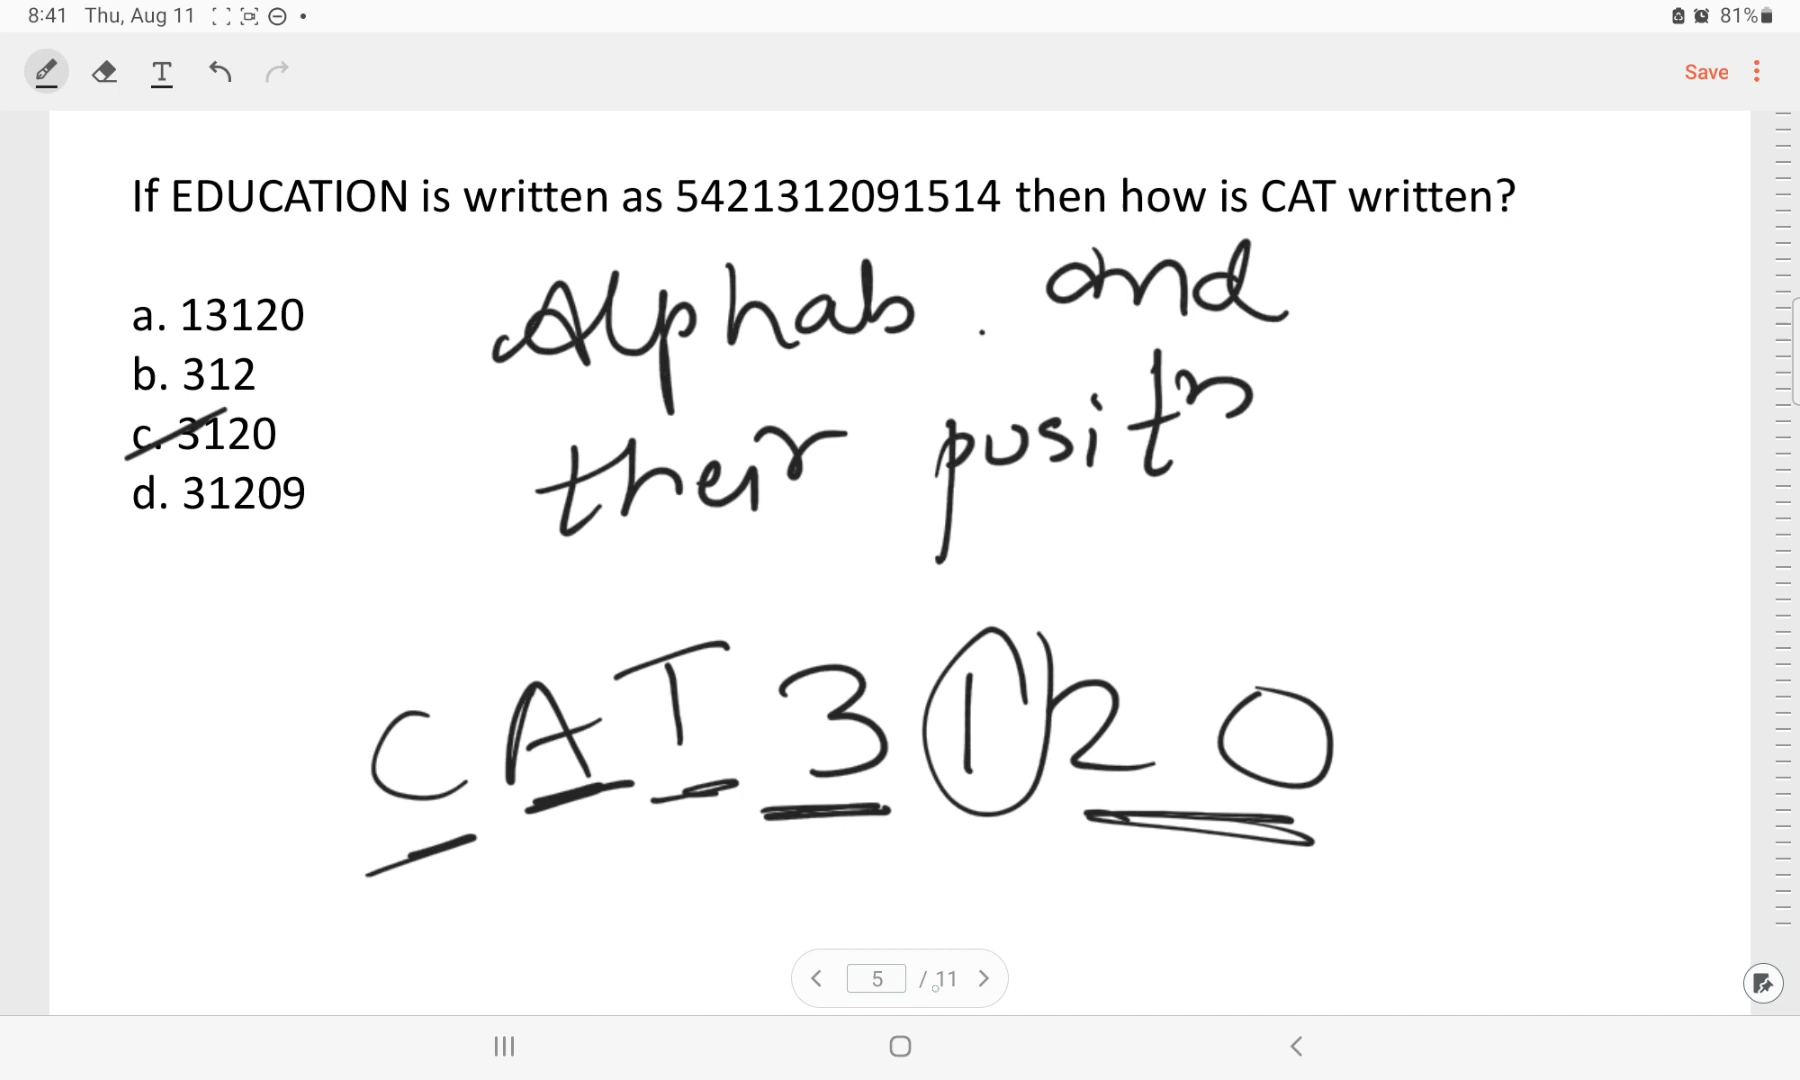 8:41 Thu, Aug 11 81%
T Save
If EDUCATION is written as 5421312091514 then how is CAT written?
a. 13120
b. 312
c. 3120
d. 31209
Alphab. and
their positn
CAT 3 1 20
5 / 11